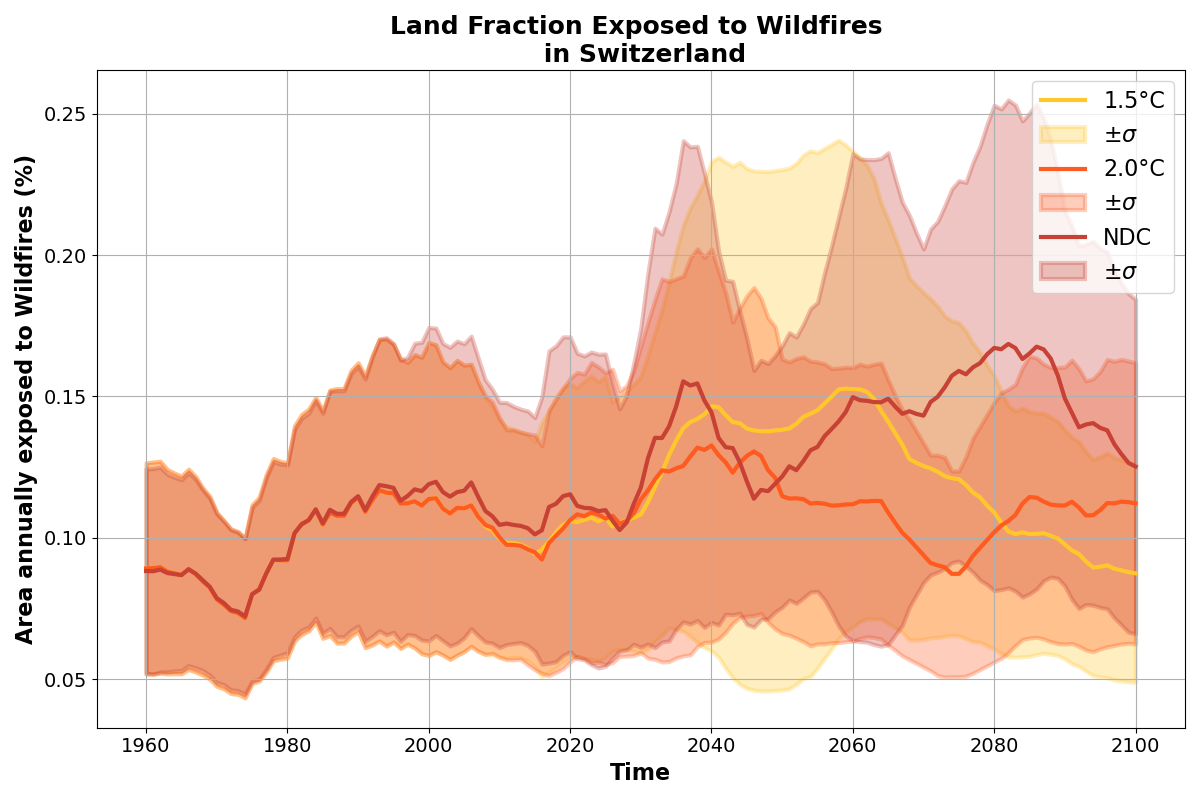 Land Fraction Exposed to Wildfires
in Switzerland
Area annually exposed to Wildfires (%)
0.25
0.20
0.15
0.10
0.05
1960
1980
2000
2020
2040
2060
2080
2100
Time
1.5°C
±σ
2.0°C
±σ
NDC
±σ